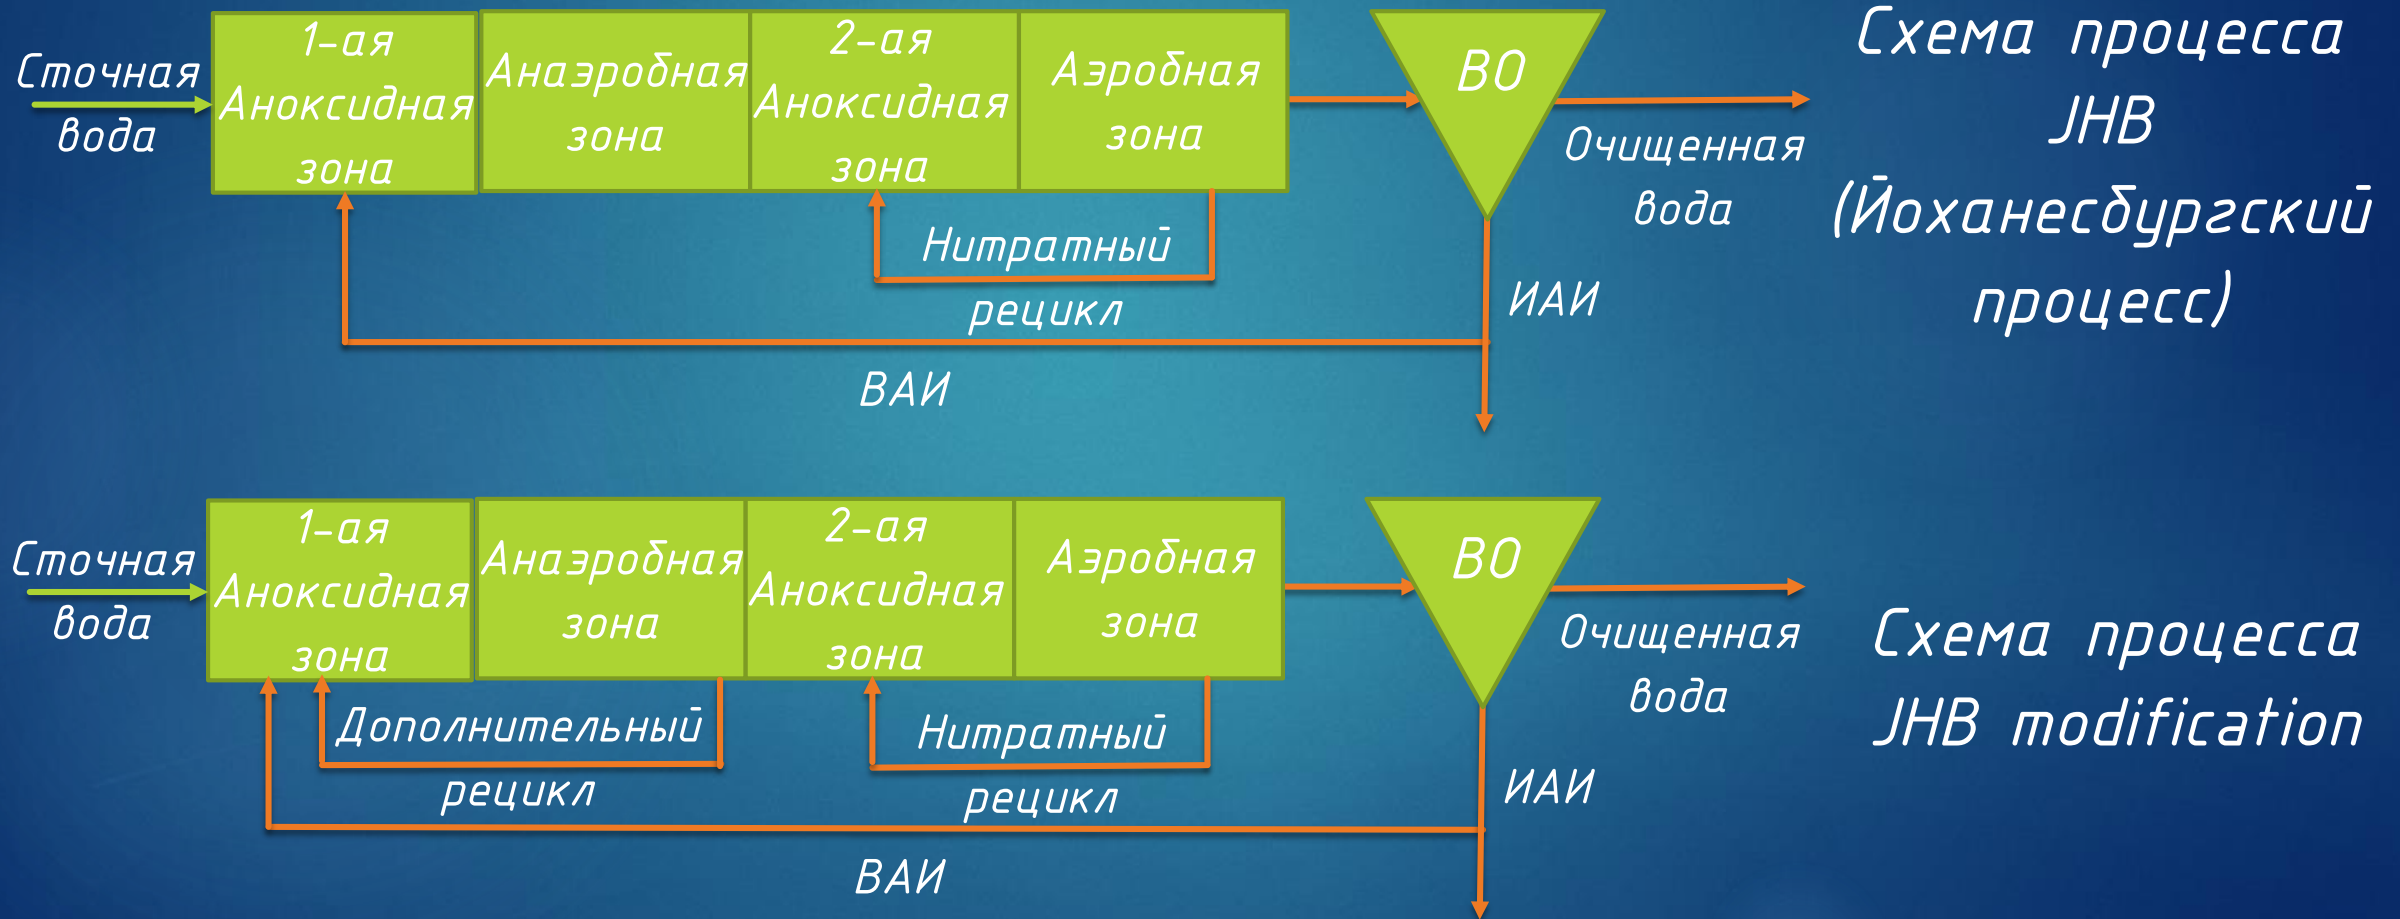 Сточная
вода
1-ая
Аноксидная
зона
Анаэробная
зона
2-ая
Аноксидная
зона
Аэробная
зона
ВО
Очищенная
вода
Нитратный
рецикл
ИАИ
ВАИ
Схема процесса
JHB
(Йоханесбургский
процесс)
Сточная
вода
1-ая
Аноксидная
зона
Анаэробная
зона
2-ая
Аноксидная
зона
Аэробная
зона
ВО
Очищенная
вода
Дополнительный
рецикл
Нитратный
рецикл
ИАИ
ВАИ
Схема процесса
JHB modification